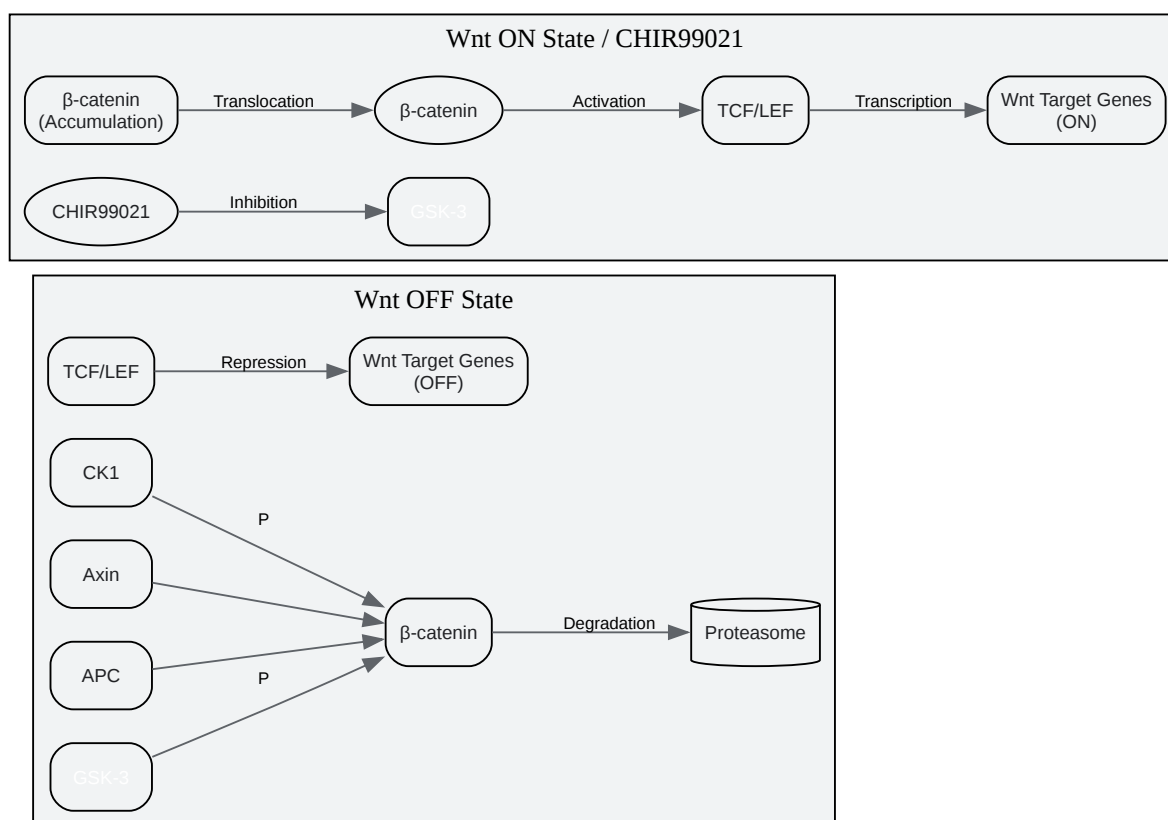 Wnt ON State / CHIR99021
β-catenin
(Accumulation)
Translocation
β-catenin
Activation
TCF/LEF
Transcription
Wnt Target Genes
(ON)
CHIR99021
Inhibition
GSK-3
Wnt OFF State
TCF/LEF
Repression
Wnt Target Genes
(OFF)
CK1
P
Axin
β-catenin
Degradation
Proteasome
APC
P
GSK-3